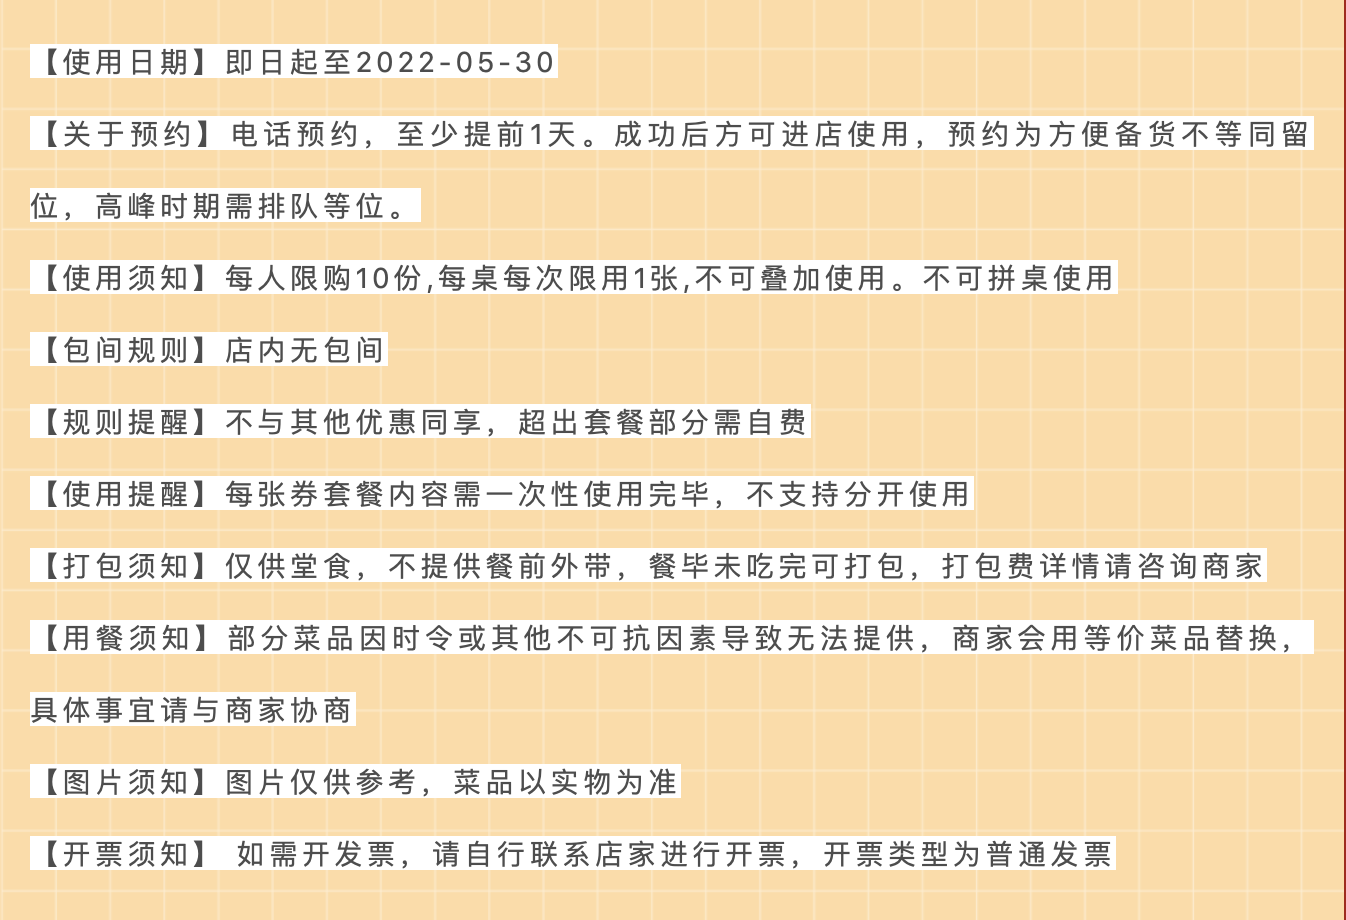 【使用日期】即日起至2022-05-30
【关于预约】电话预约，至少提前1天。成功后方可进店使用，预约为方便备货不等同留
位，高峰时期需排队等位。
【使用须知】每人限购10份,每桌每次限用1张,不可叠加使用。不可拼桌使用
【包间规则】店内无包间
【规则提醒】不与其他优惠同享，超出套餐部分需自费
【使用提醒】每张券套餐内容需一次性使用完毕，不支持分开使用
【打包须知】仅供堂食，不提供餐前外带，餐毕未吃完可打包，打包费详情请咨询商家
【用餐须知】部分菜品因时令或其他不可抗因素导致无法提供，商家会用等价菜品替换，
具体事宜请与商家协商
【图片须知】图片仅供参考，菜品以实物为准
【开票须知】 如需开发票，请自行联系店家进行开票，开票类型为普通发票